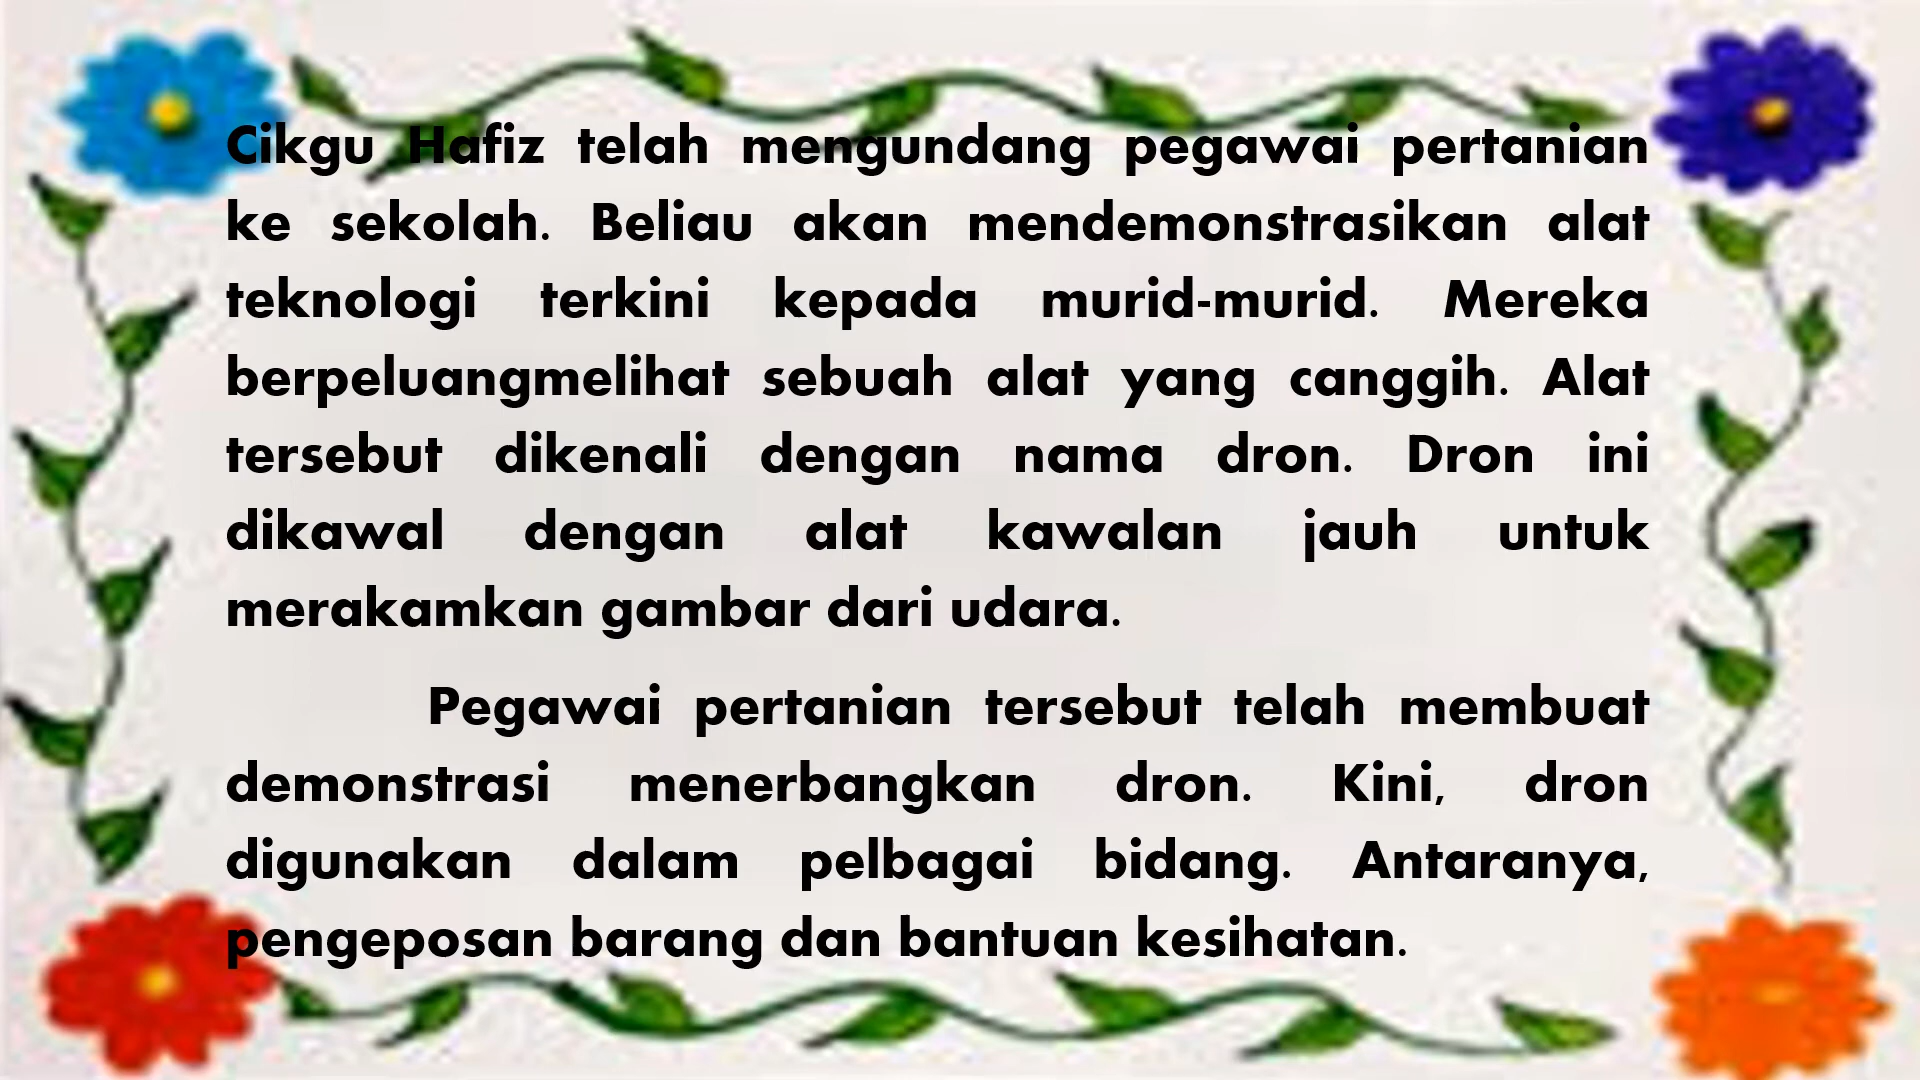 Cikgu Hafiz telah mengundang pegawai pertanian
ke sekolah. Beliau akan mendemonstrasikan alat
teknologi terkini kepada murid-murid. Mereka
berpeluangmelihat sebuah alat yang canggih. Alat
tersebut dikenali dengan nama dron. Dron ini
dikawal dengan alat kawalan jauh untuk
merakamkan gambar dari udara.
Pegawai pertanian tersebut telah membuat
demonstrasi menerbangkan dron. Kini, dron
digunakan dalam pelbagai bidang. Antaranya,
pengeposan barang dan bantuan kesihatan.